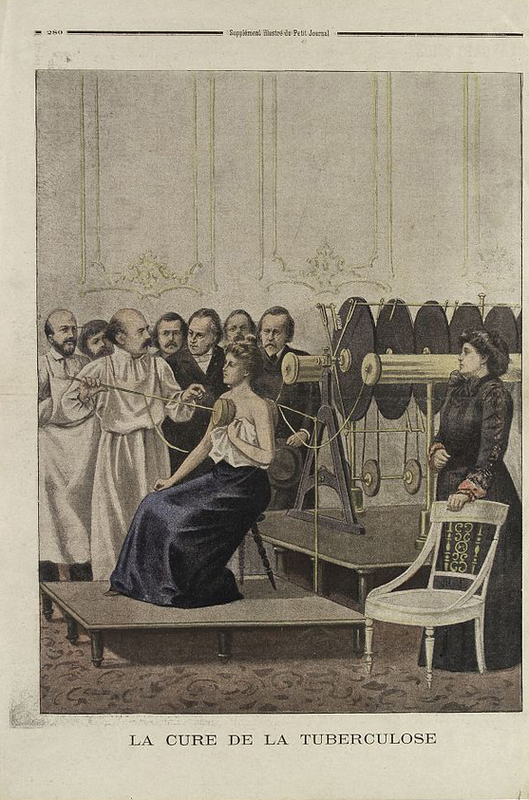 280
Supplément illustré du Petit Journal
LA CURE DE LA TUBERCULOSE